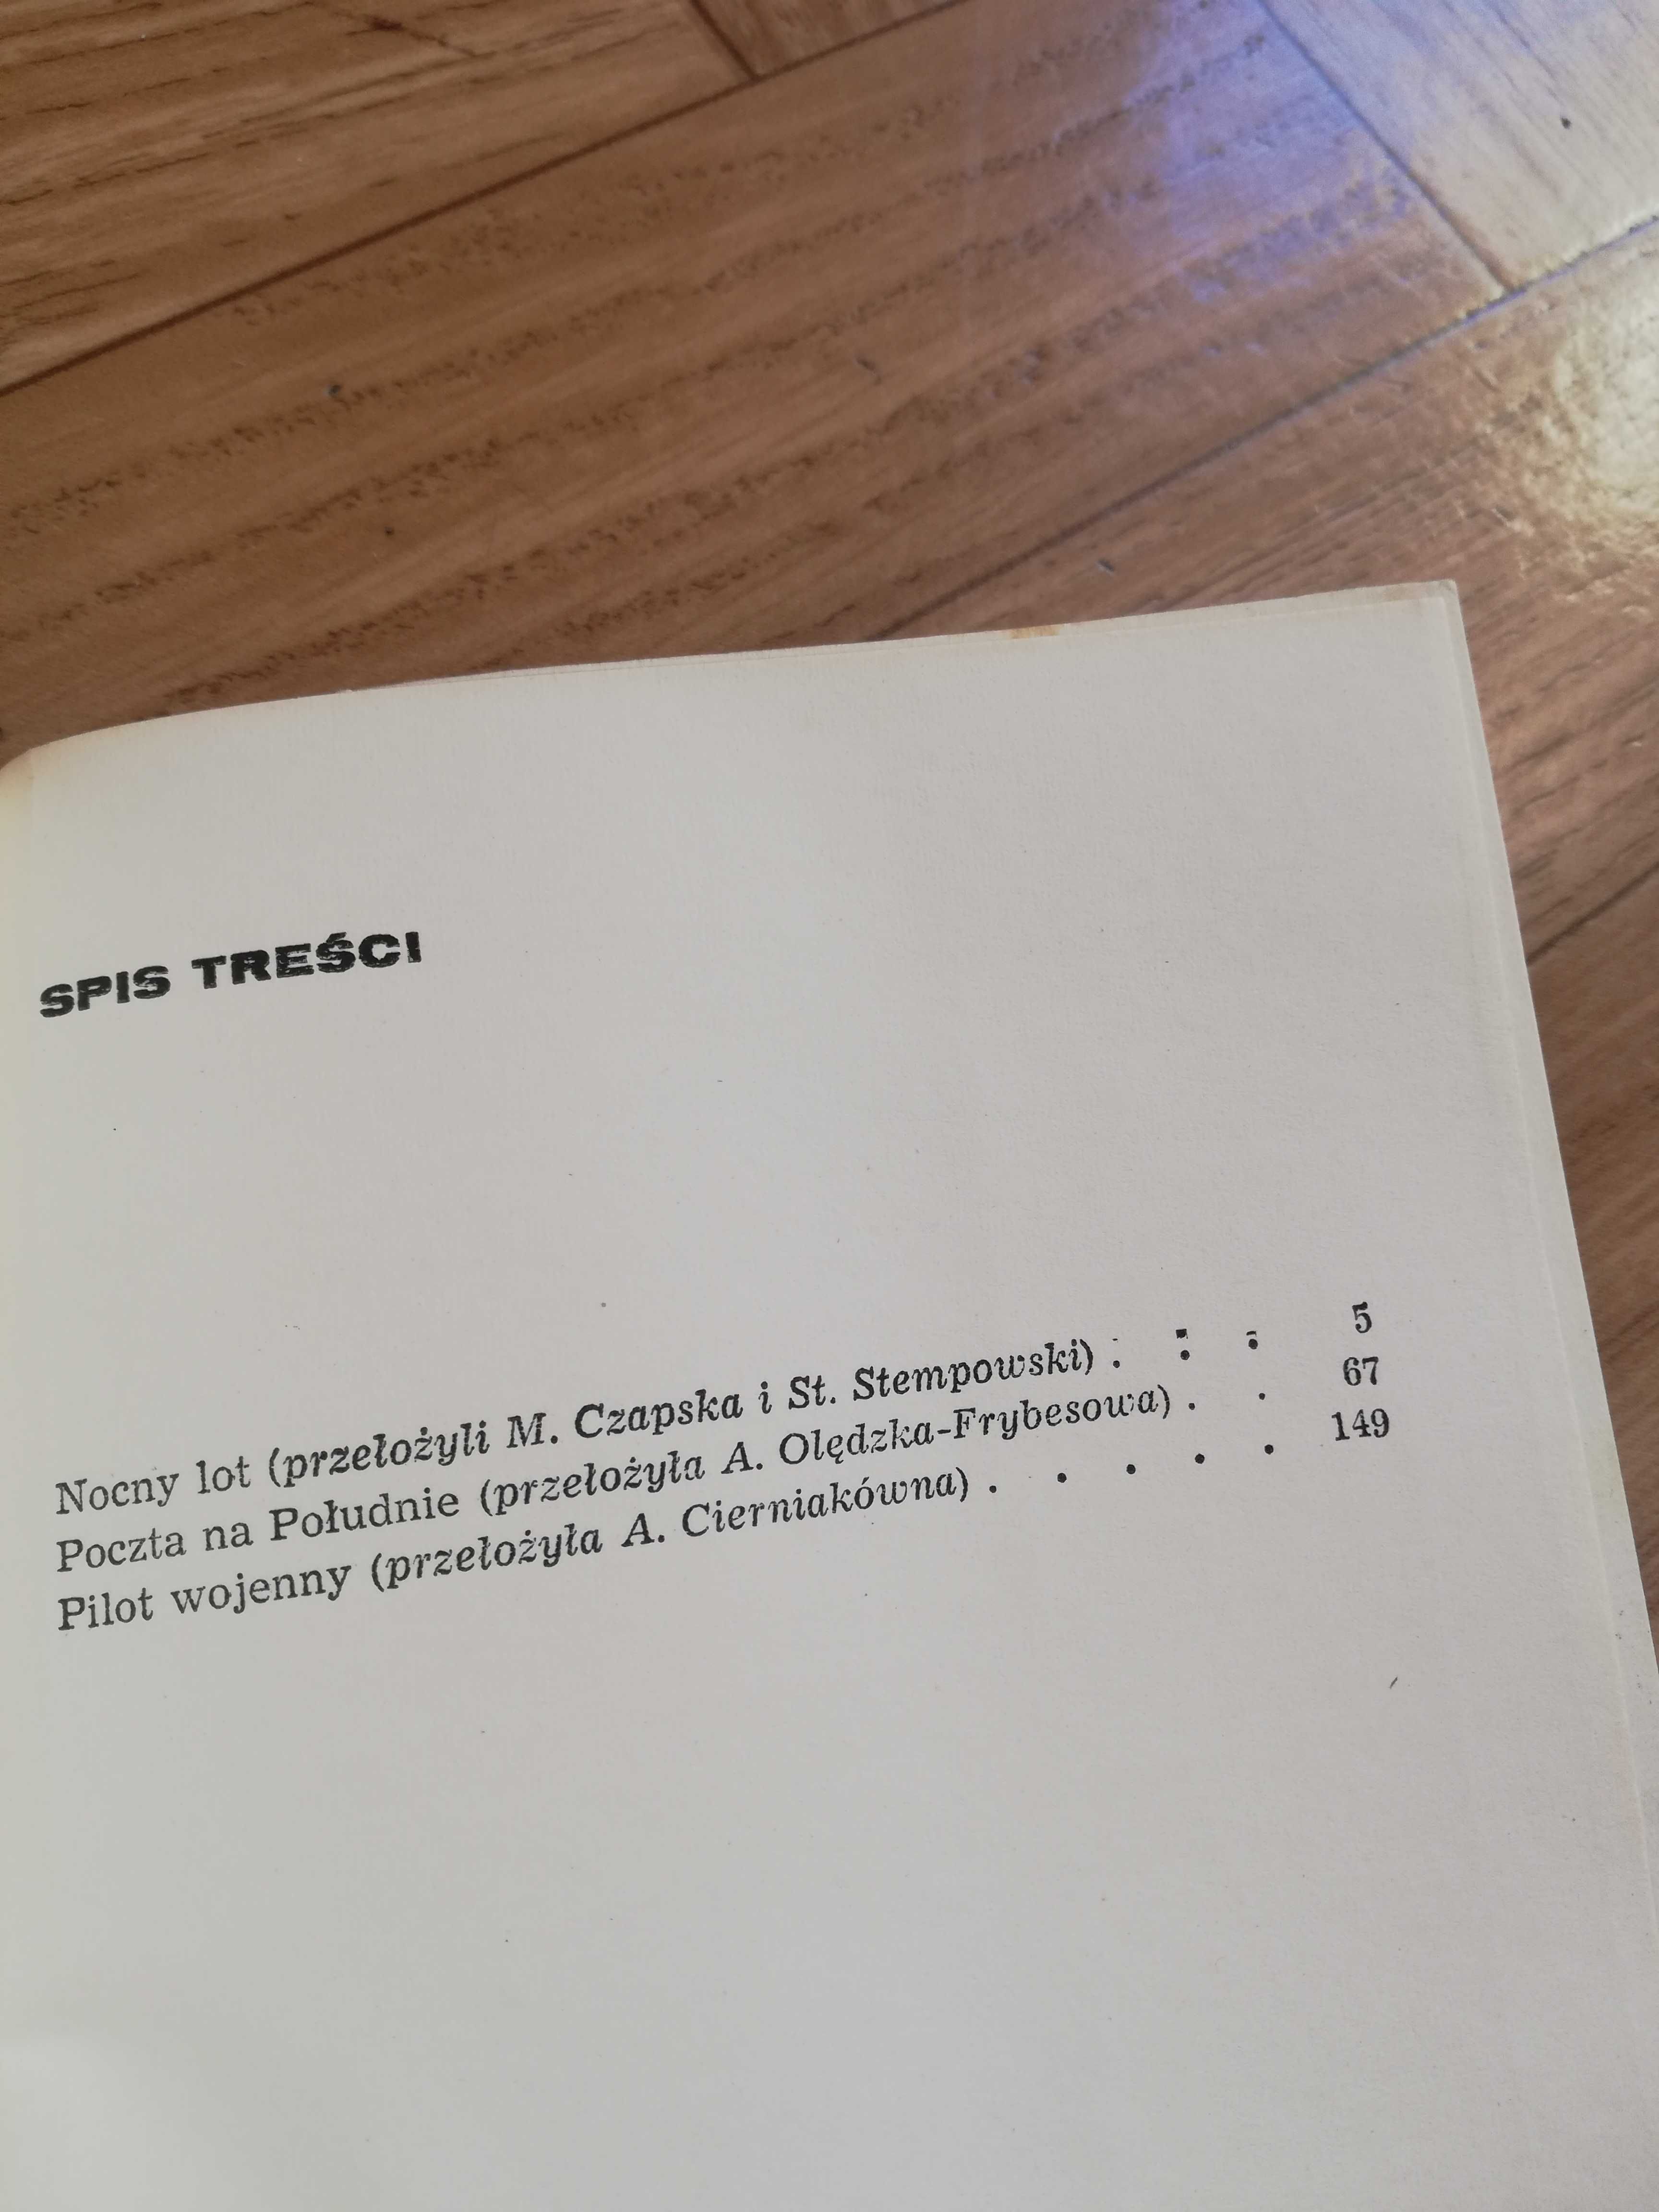 SPIS TREŚCI
Nocny lot (przełożyli M. Czapska i St. Stempowski) . . . 5
Poczta na Południe (przełożyła A. Olędzka-Frybesowa) . . 67
Pilot wojenny (przełożyła A. Cierniakówna) . . . . . 149